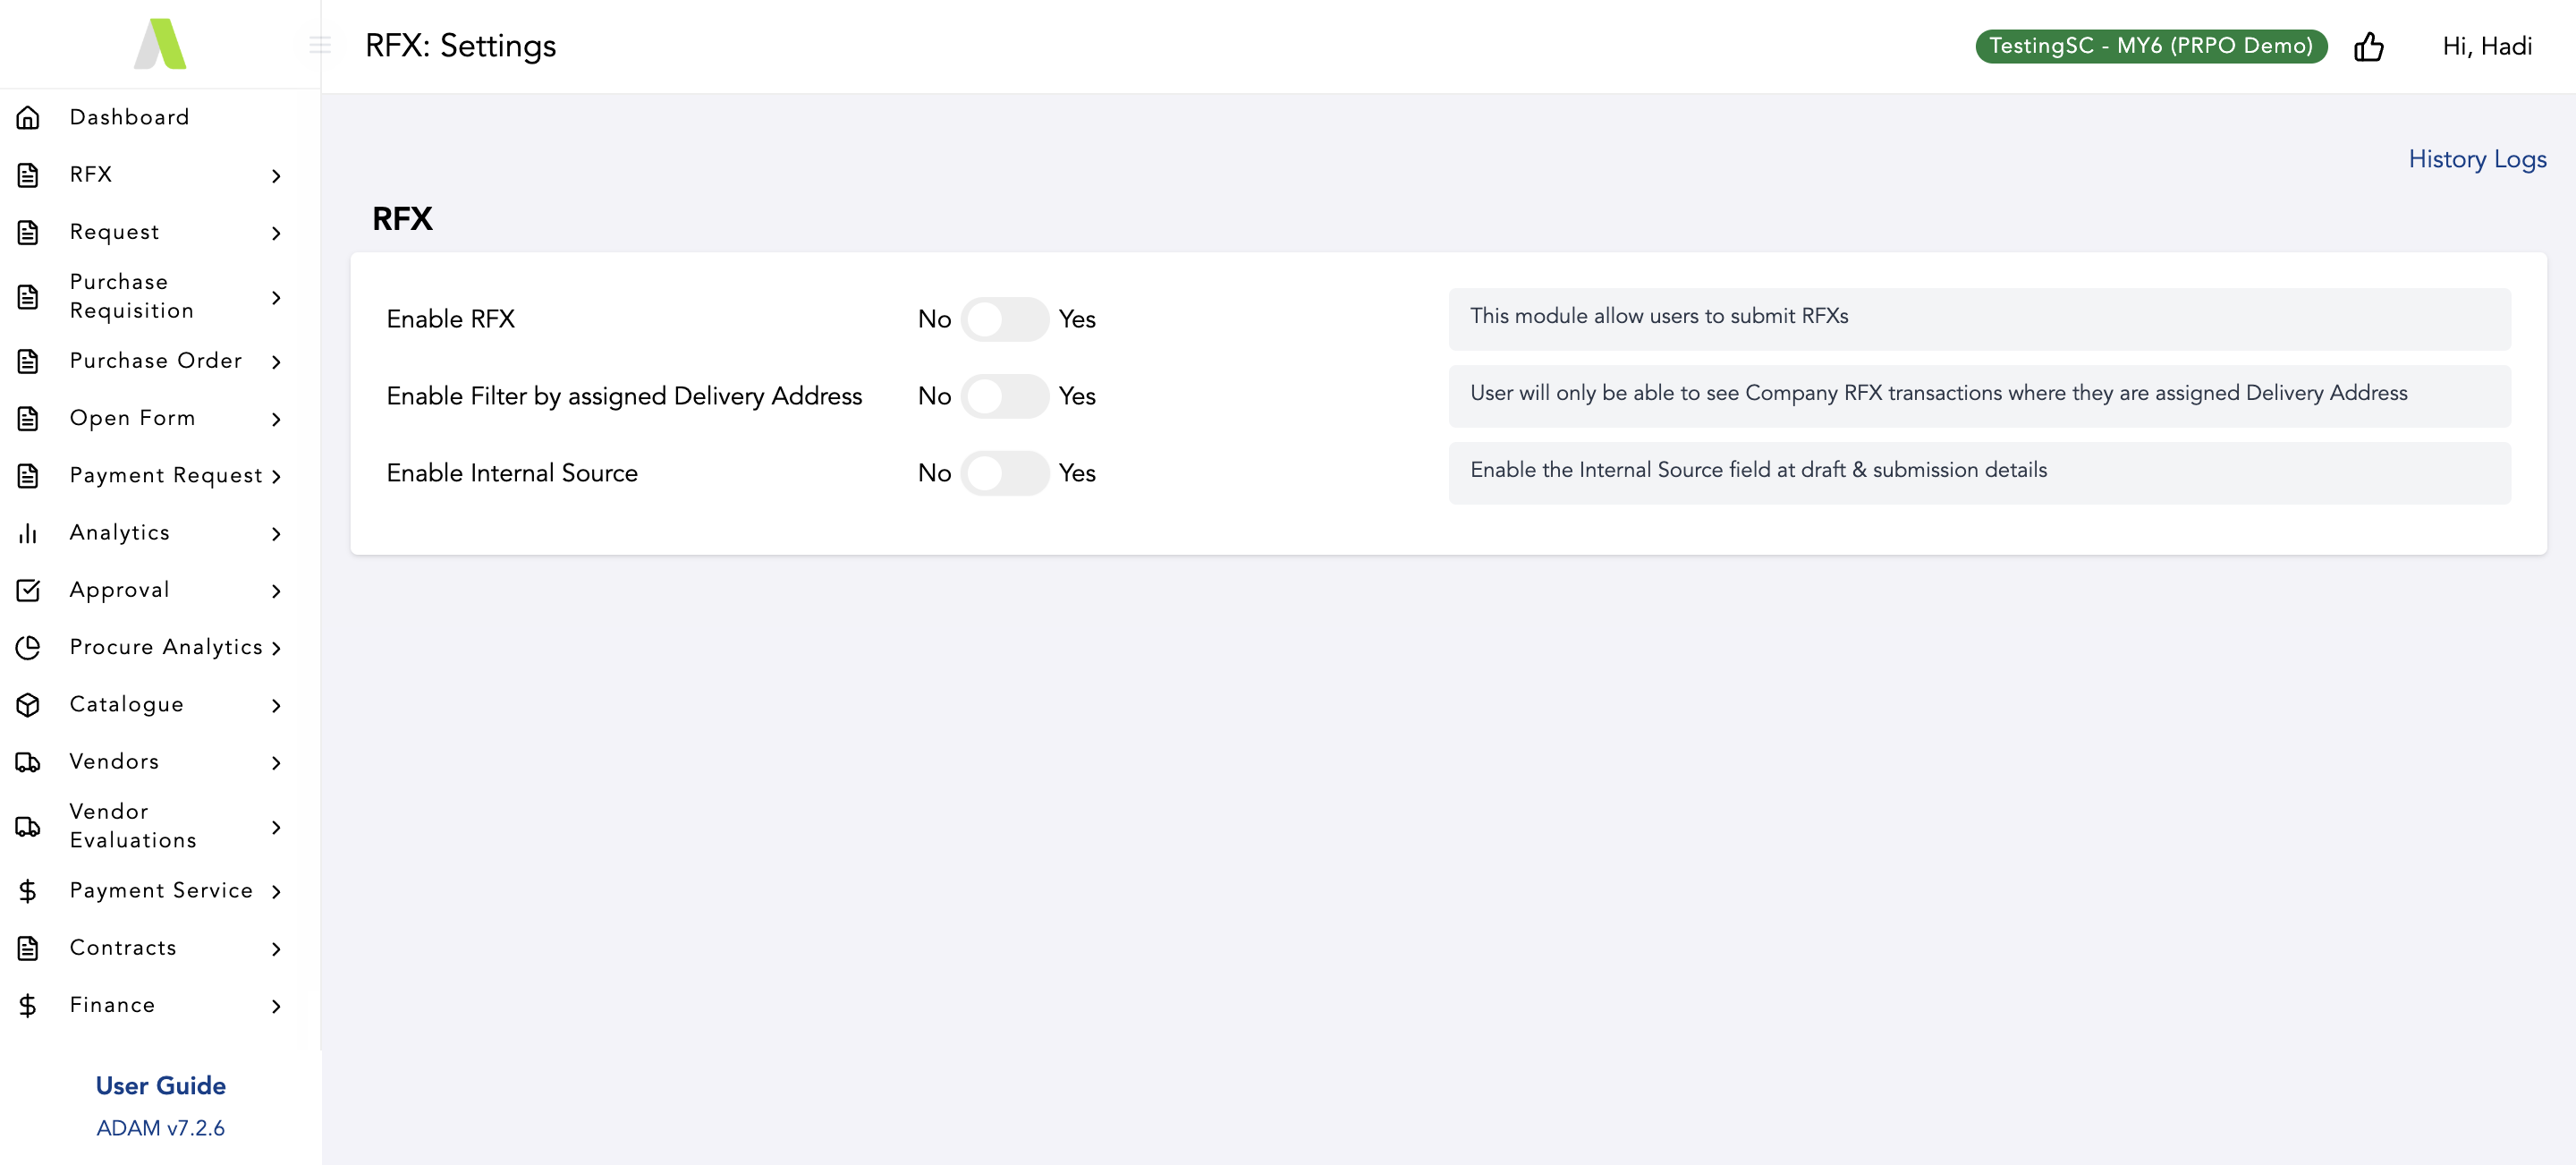 RFX: Settings
TestingSC - MY6 (PRPO Demo)
Hi, Hadi
Dashboard
RFX
Request
Purchase
Requisition
Purchase Order
Open Form
Payment Request
Analytics
Approval
Procure Analytics
Catalogue
Vendors
Vendor
Evaluations
Payment Service
Contracts
Finance
User Guide
ADAM v7.2.6
History Logs
RFX
Enable RFX No Yes This module allow users to submit RFXs
Enable Filter by assigned Delivery Address No Yes User will only be able to see Company RFX transactions where they are assigned Delivery Address
Enable Internal Source No Yes Enable the Internal Source field at draft & submission details